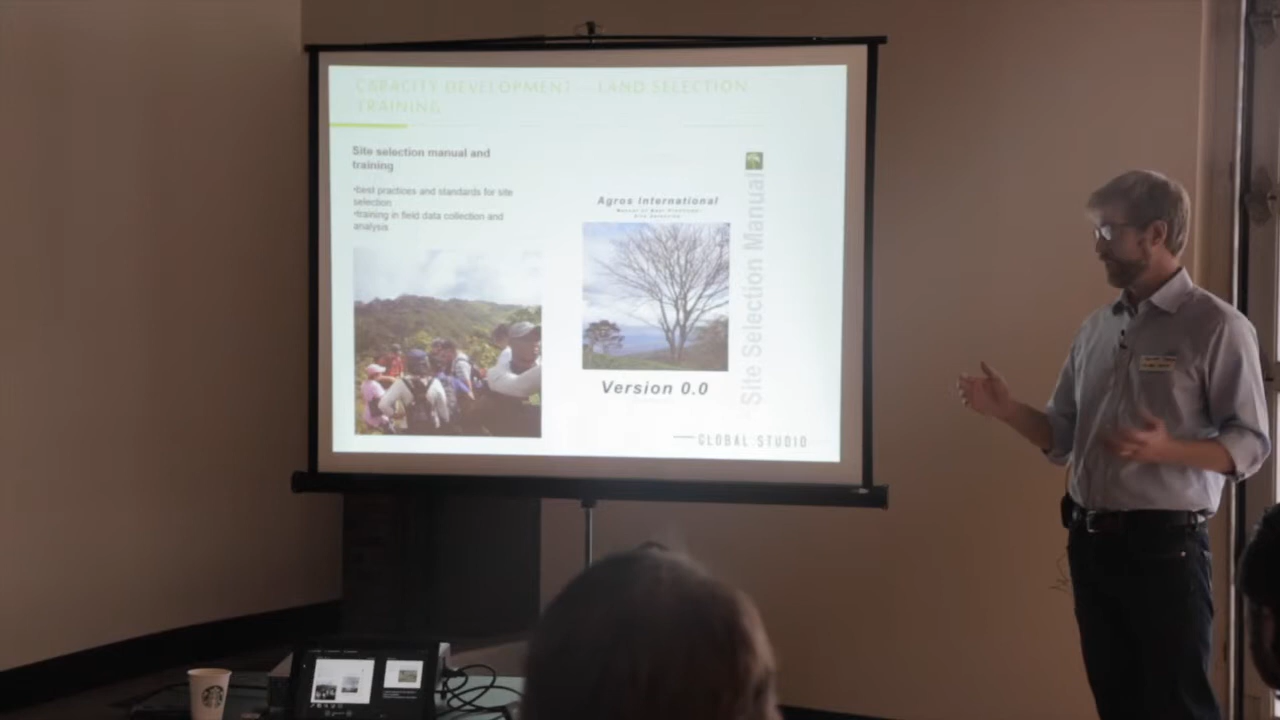 CAPACITY DEVELOPMENT LAND SELECTION
TRAINING
Site selection manual and
training
•best practices and standards for site
selection
•training in field data collection and
analysis
Agros International
Site Selection Manual
Version 0.0
GLOBAL STUDIO